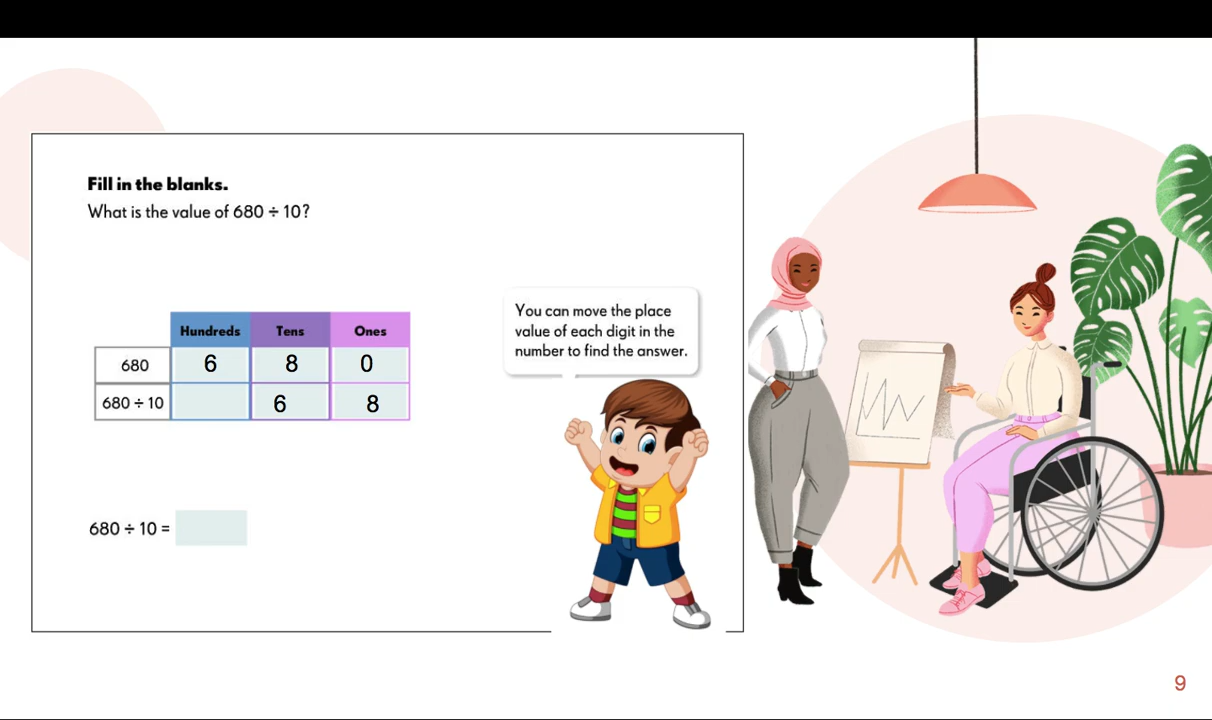 Fill in the blanks.
What is the value of 680 ÷ 10?
Hundreds Tens Ones
680 6 8 0
680 ÷ 10 6 8
You can move the place
value of each digit in the
number to find the answer.
680 ÷ 10 =
9